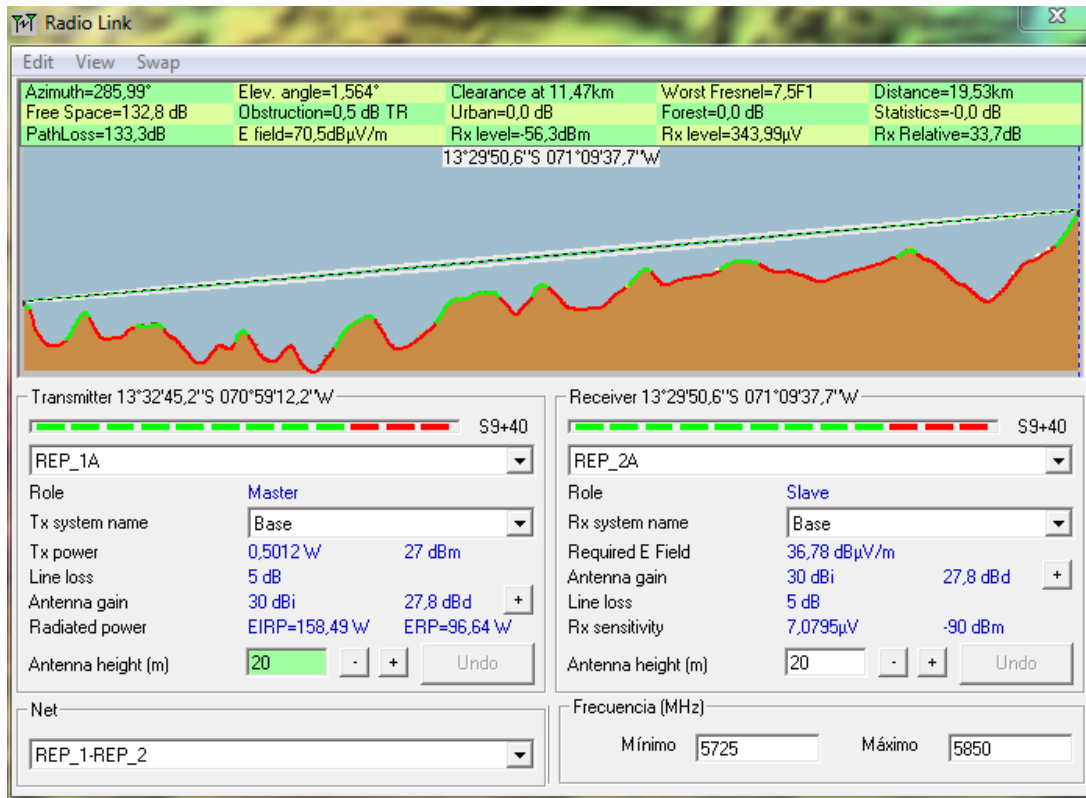 Radio Link
Edit View Swap
Azimuth=285,99° Elev. angle=1,564° Clearance at 11,47km Worst Fresnel=7,5F1 Distance=19,53km
Free Space=132,8 dB Obstruction=0,5 dB TR Urban=0,0 dB Forest=0,0 dB Statistics=-0,0 dB
PathLoss=133,3dB E field=70,5dBµV/m Rx level=-56,3dBm Rx level=343,99µV Rx Relative=33,7dB
13°29'50,6''S 071°09'37,7''W
Transmitter 13°32'45,2''S 070°59'12,2''W
S9+40
REP_1A
Role Master
Tx system name Base
Tx power 0,5012 W 27 dBm
Line loss 5 dB
Antenna gain 30 dBi 27,8 dBd +
Radiated power EIRP=158,49 W ERP=96,64 W
Antenna height (m) 20 - + Undo
Net
REP_1-REP_2
Receiver 13°29'50,6''S 071°09'37,7''W
S9+40
REP_2A
Role Slave
Rx system name Base
Required E Field 36,78 dBµV/m
Antenna gain 30 dBi 27,8 dBd +
Line loss 5 dB
Rx sensitivity 7,0795µV -90 dBm
Antenna height (m) 20 - + Undo
Frecuencia (MHz)
Mínimo 5725 Máximo 5850